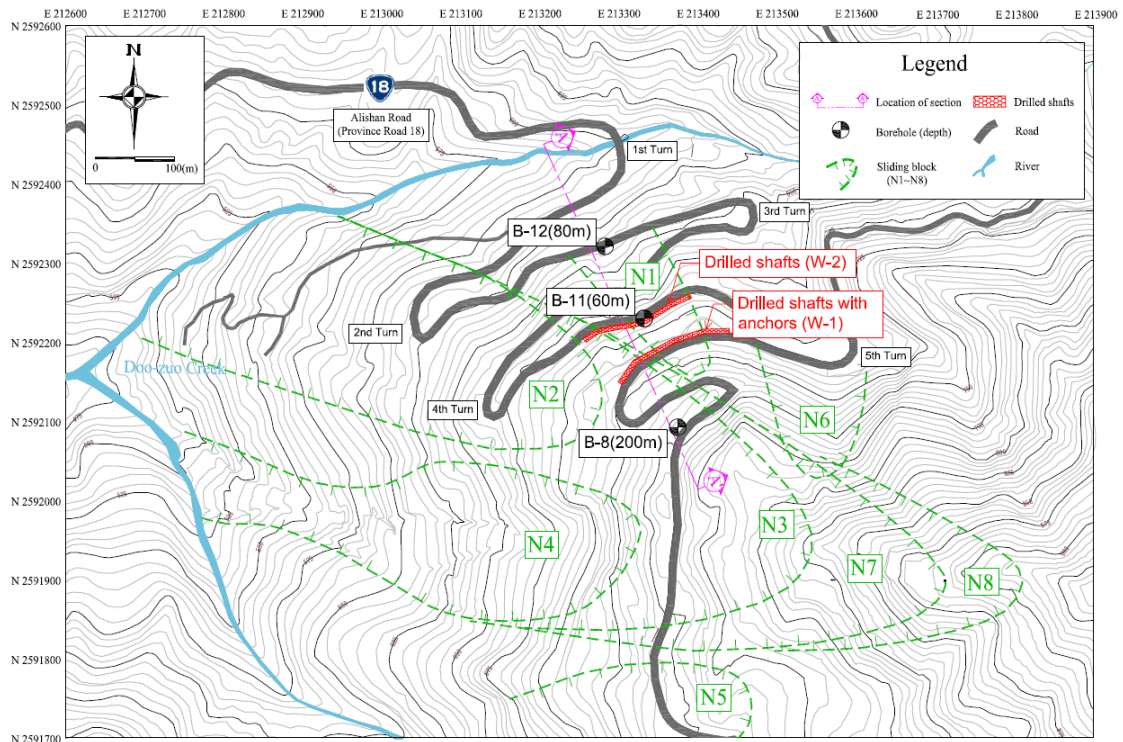 E 212600
E 212700
E 212800
E 212900
E 213000
E 213100
E 213200
E 213300
E 213400
E 213500
E 213600
E 213700
E 213800
E 213900
N 2592600
N 2592500
N 2592400
N 2592300
N 2592200
N 2592100
N 2592000
N 2591900
N 2591800
N 2591700
N
0
100(m)
18
Alishan Road
(Province Road 18)
Legend
Location of section
Drilled shafts
Borehole (depth)
Road
Sliding block
(N1~N8)
River
1st Turn
3rd Turn
B-12(80m)
N1
Drilled shafts (W-2)
B-11(60m)
Drilled shafts with
anchors (W-1)
2nd Turn
5th Turn
Doo-zuo Creek
N2
4th Turn
N6
B-8(200m)
N3
N4
N7
N8
N5